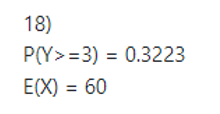 18)
P(Y>=3) = 0.3223
E(X) = 60